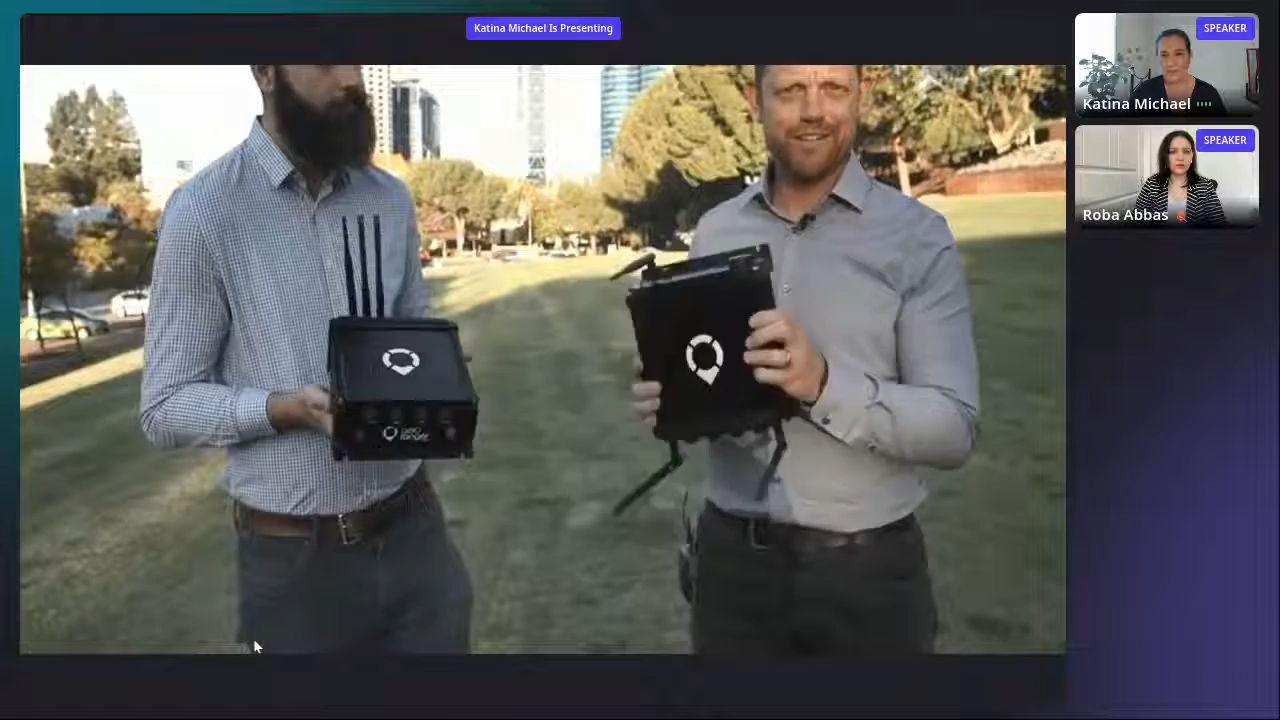 Katina Michael Is Presenting
SPEAKER
Katina Michael
SPEAKER
Roba Abbas